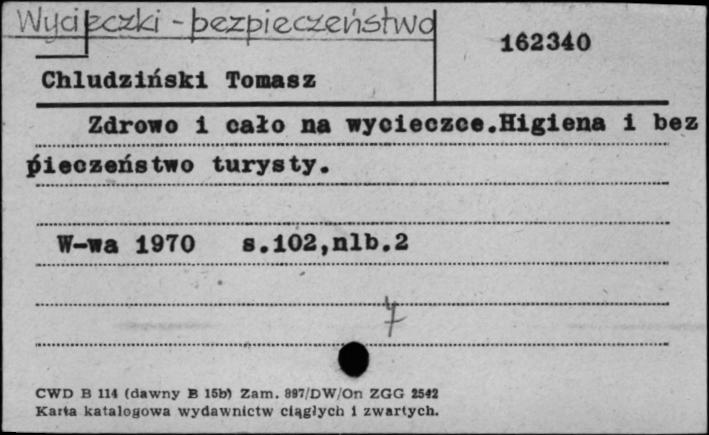 Wycieczki - bezpieczeństwo
162340
Chludziński Tomasz
Zdrowo i cało na wycieczce.Higiena i bez
pieczeństwo turysty.
W-wa 1970 s.102,nlb.2
7
CWD B 114 (dawny B 15b) Zam. 897/DW/On ZGG 2542
Karta katalogowa wydawnictw ciągłych i zwartych.